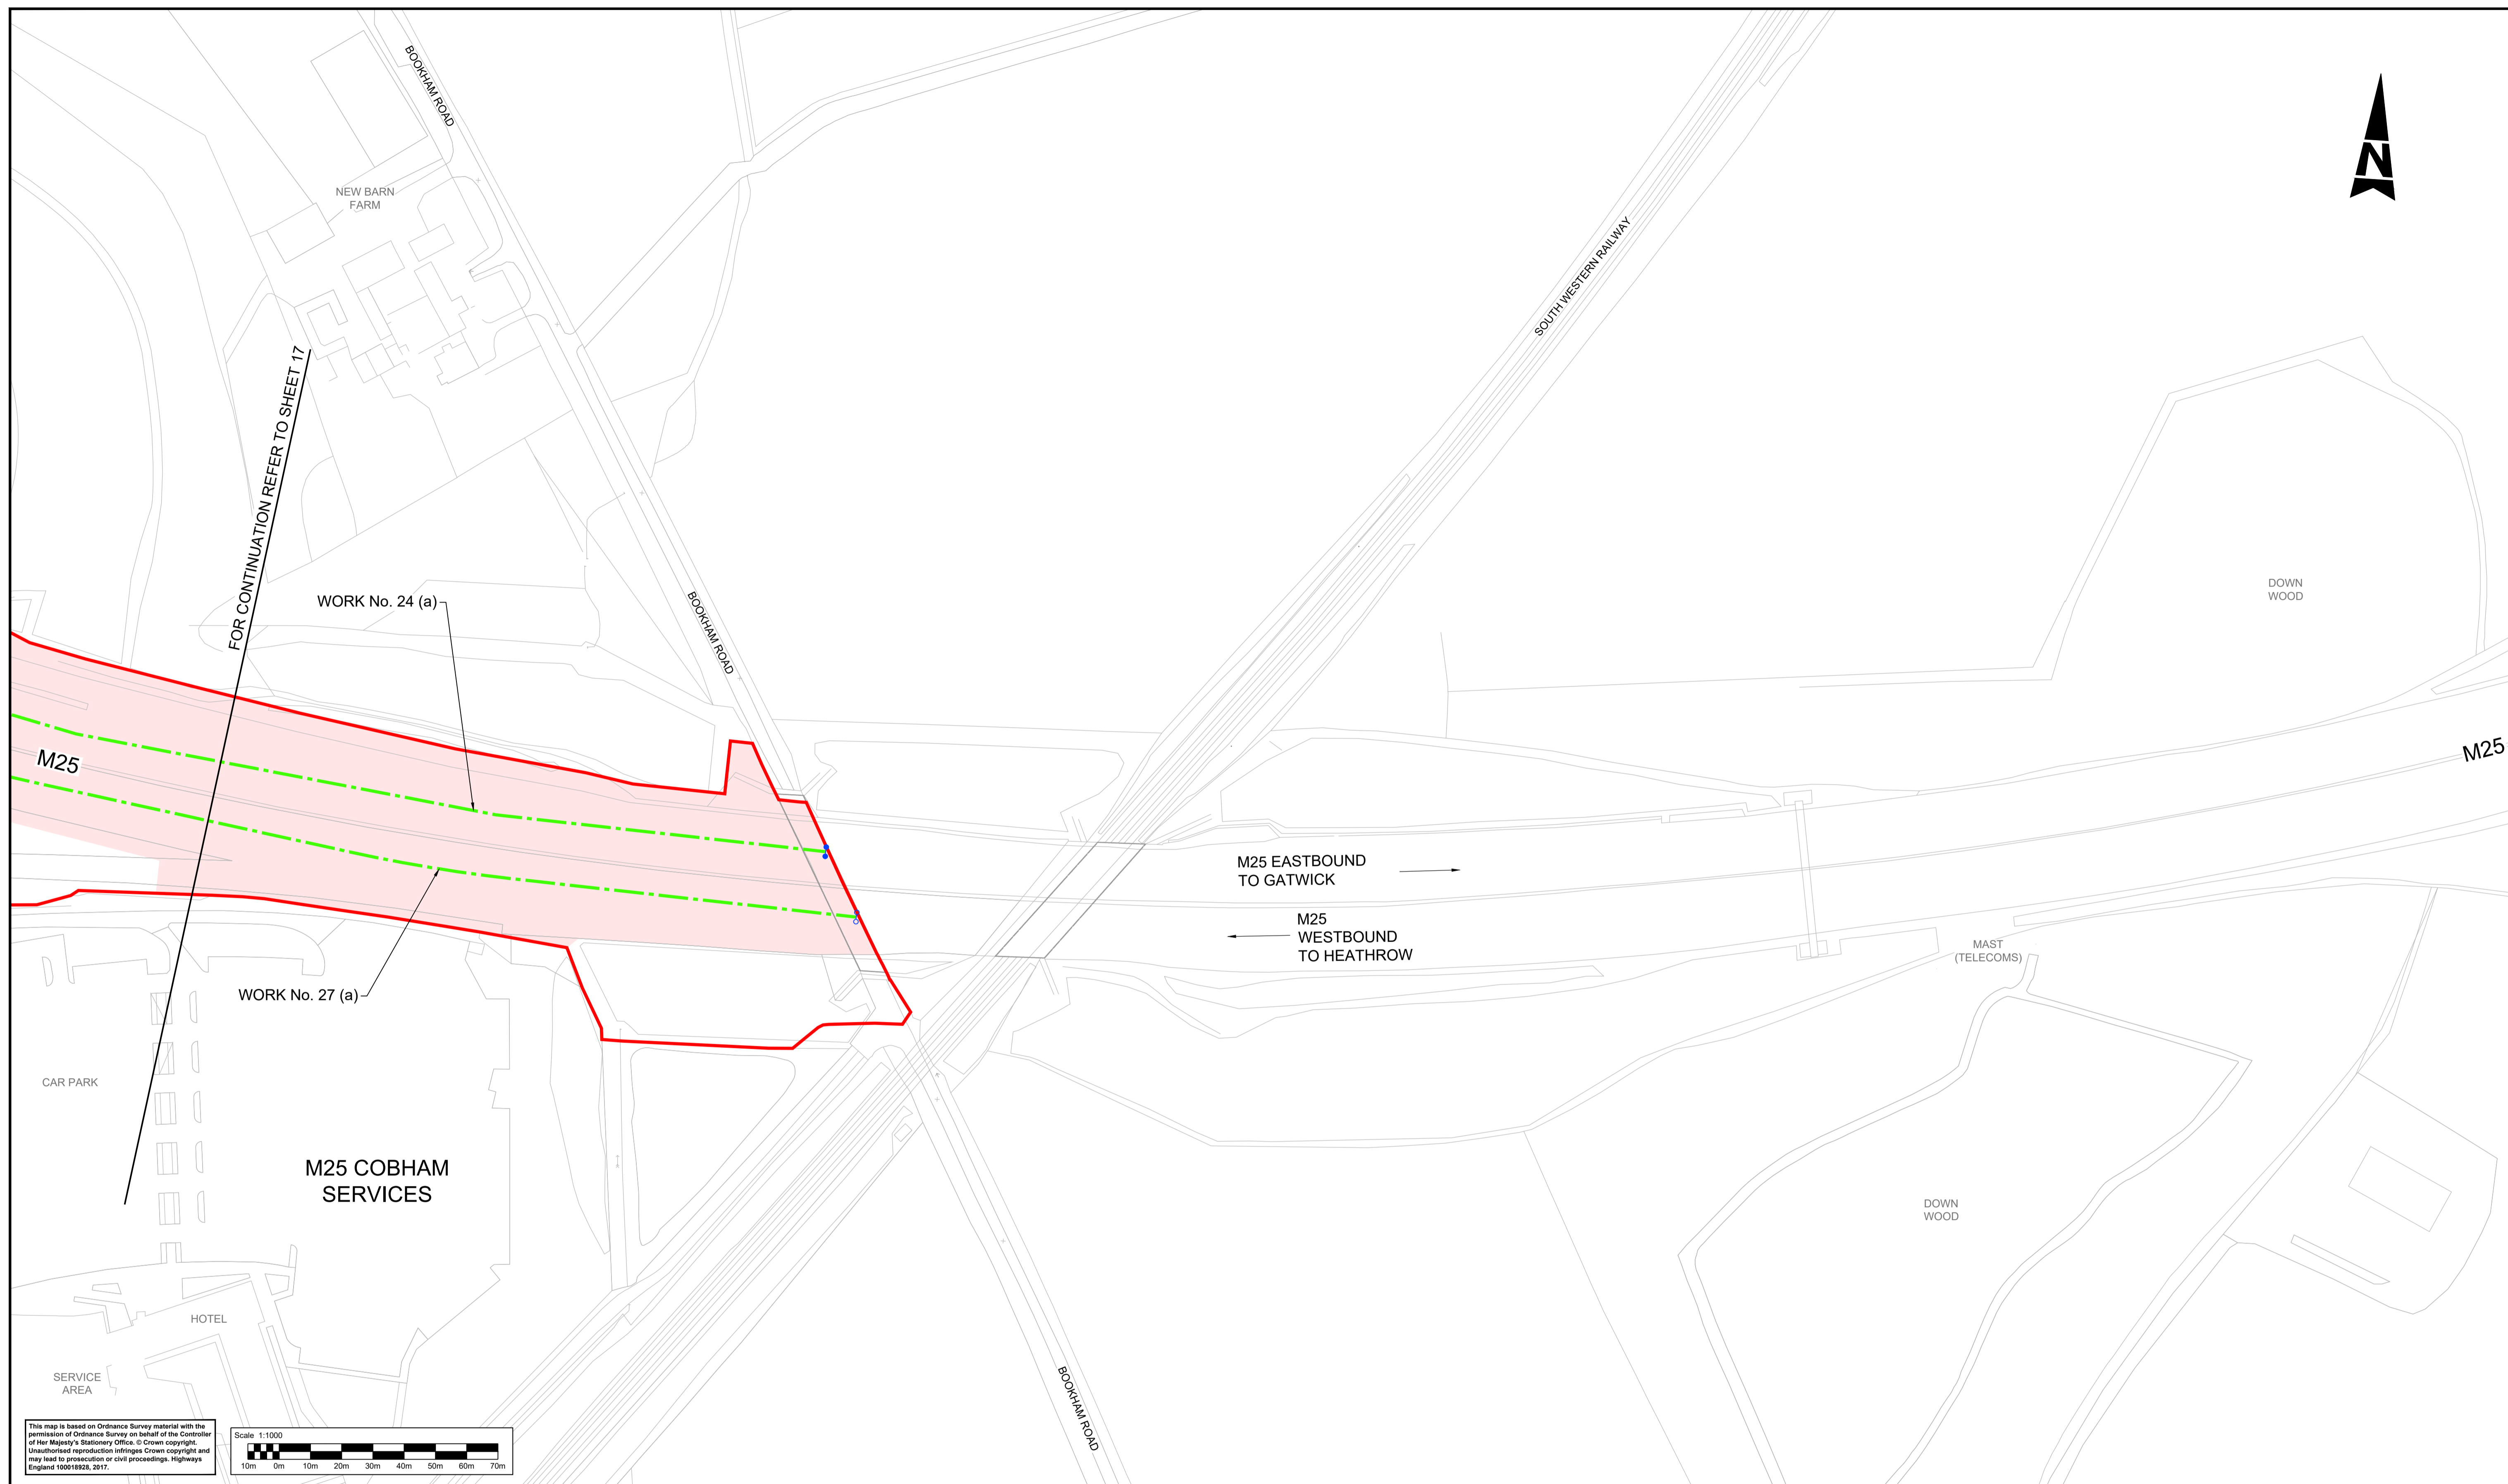 BOOKHAM ROAD
N
NEW BARN
FARM
SOUTH WESTERN RAILWAY
FOR CONTINUATION REFER TO SHEET 17
WORK No. 24 (a)
BOOKHAM ROAD
DOWN
WOOD
M25
M25
M25 EASTBOUND
TO GATWICK
M25
WESTBOUND
TO HEATHROW
MAST
(TELECOMS)
WORK No. 27 (a)
CAR PARK
M25 COBHAM
SERVICES
DOWN
WOOD
HOTEL
SERVICE
AREA
BOOKHAM ROAD
This map is based on Ordnance Survey material with the
permission of Ordnance Survey on behalf of the Controller
of Her Majesty's Stationery Office. © Crown copyright.
Unauthorised reproduction infringes Crown copyright and
may lead to prosecution or civil proceedings. Highways
England 100018928, 2017.
Scale 1:1000
10m 0m 10m 20m 30m 40m 50m 60m 70m